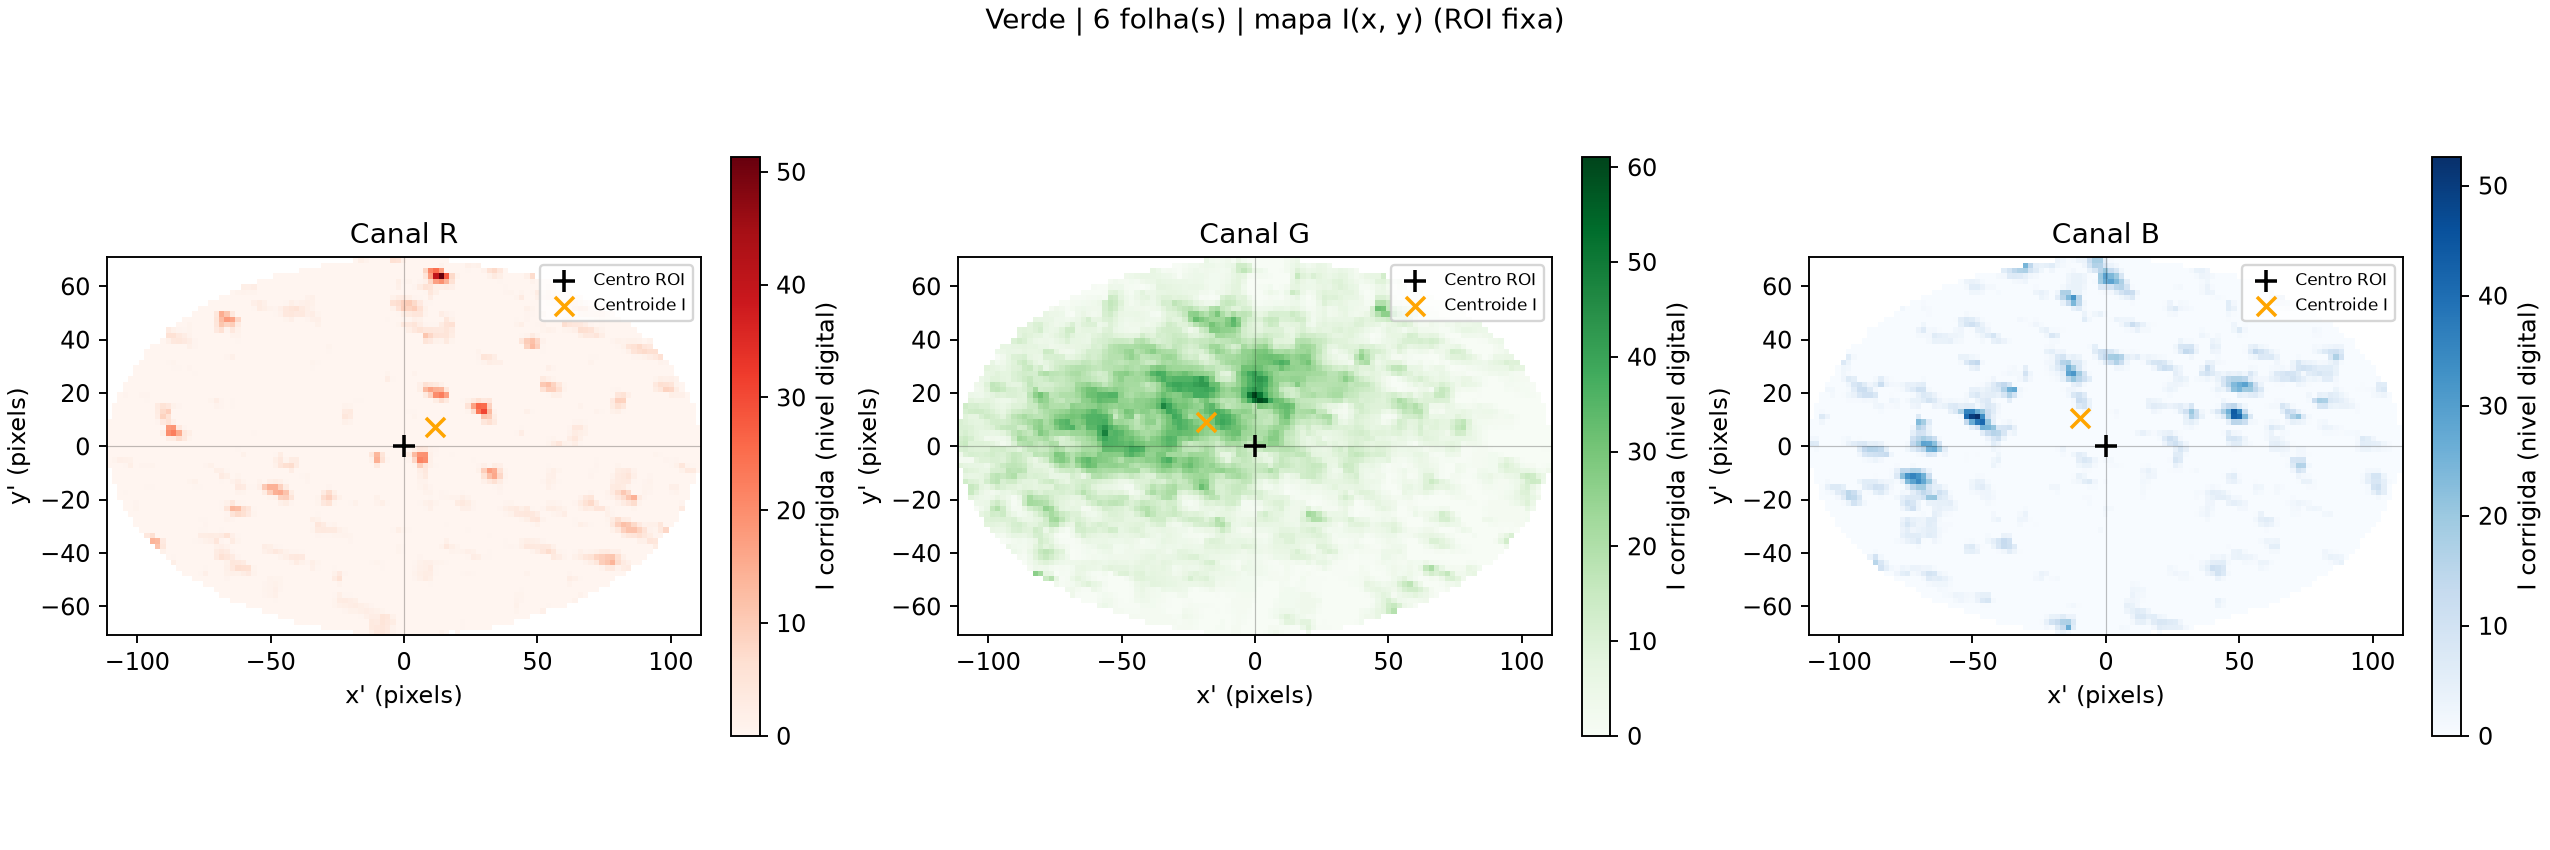 Verde | 6 folha(s) | mapa I(x, y) (ROI fixa)
Canal R
Centro ROI
Centroide I
60
40
20
0
−20
−40
−60
y' (pixels)
−100
−50
0
50
100
x' (pixels)
50
40
30
20
10
0
I corrigida (nivel digital)
Canal G
Centro ROI
Centroide I
60
40
20
0
−20
−40
−60
y' (pixels)
−100
−50
0
50
100
x' (pixels)
60
50
40
30
20
10
0
I corrigida (nivel digital)
Canal B
Centro ROI
Centroide I
60
40
20
0
−20
−40
−60
y' (pixels)
−100
−50
0
50
100
x' (pixels)
50
40
30
20
10
0
I corrigida (nivel digital)